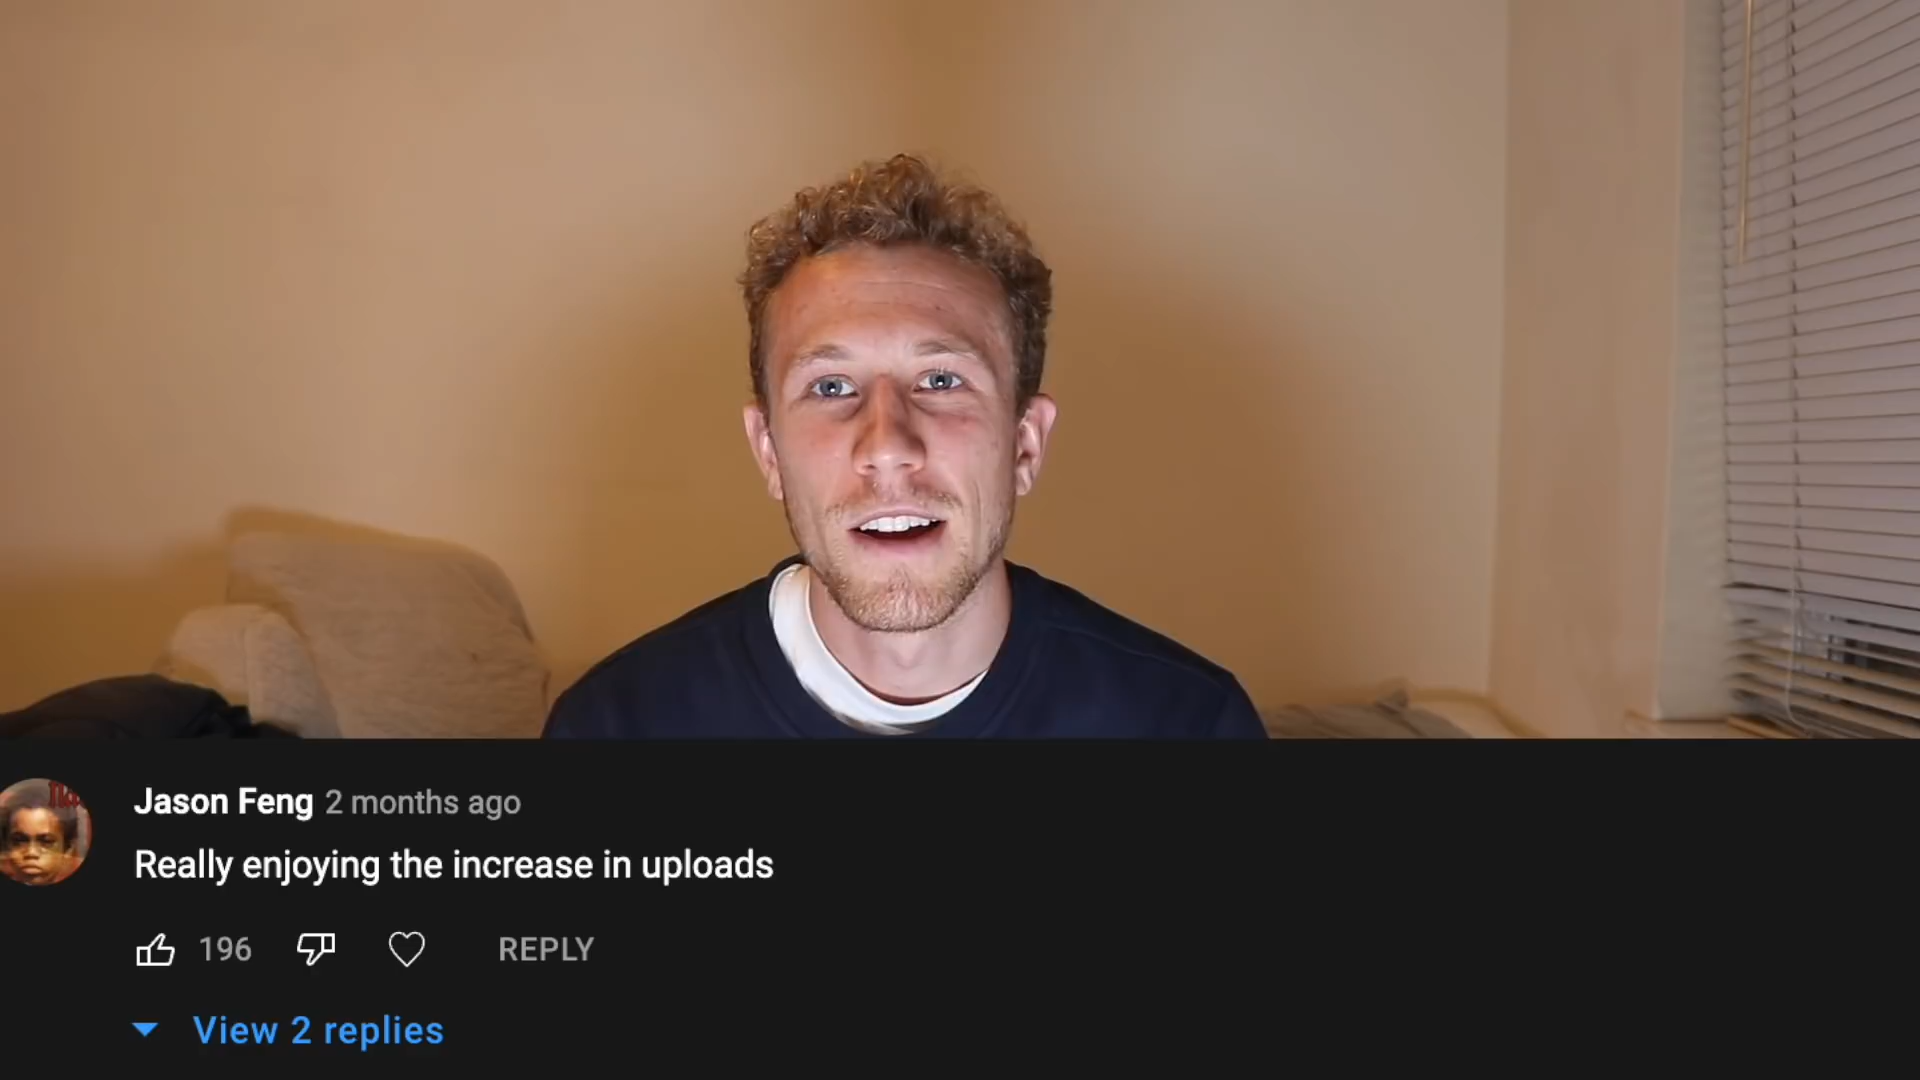 Jason Feng 2 months ago
Really enjoying the increase in uploads
196 REPLY
View 2 replies